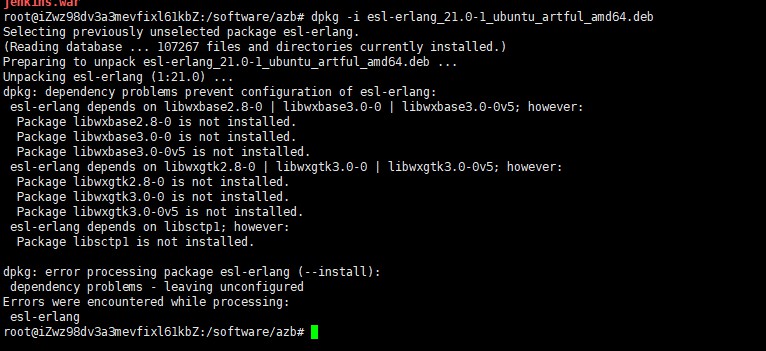 jenkins.war
root@iZwz98dv3a3mevfixl61kbZ:/software/azb# dpkg -i esl-erlang_21.0-1_ubuntu_artful_amd64.deb
Selecting previously unselected package esl-erlang.
(Reading database ... 107267 files and directories currently installed.)
Preparing to unpack esl-erlang_21.0-1_ubuntu_artful_amd64.deb ...
Unpacking esl-erlang (1:21.0) ...
dpkg: dependency problems prevent configuration of esl-erlang:
 esl-erlang depends on libwxbase2.8-0 | libwxbase3.0-0 | libwxbase3.0-0v5; however:
  Package libwxbase2.8-0 is not installed.
  Package libwxbase3.0-0 is not installed.
  Package libwxbase3.0-0v5 is not installed.
 esl-erlang depends on libwxgtk2.8-0 | libwxgtk3.0-0 | libwxgtk3.0-0v5; however:
  Package libwxgtk2.8-0 is not installed.
  Package libwxgtk3.0-0 is not installed.
  Package libwxgtk3.0-0v5 is not installed.
 esl-erlang depends on libsctp1; however:
  Package libsctp1 is not installed.

dpkg: error processing package esl-erlang (--install):
 dependency problems - leaving unconfigured
Errors were encountered while processing:
 esl-erlang
root@iZwz98dv3a3mevfixl61kbZ:/software/azb#